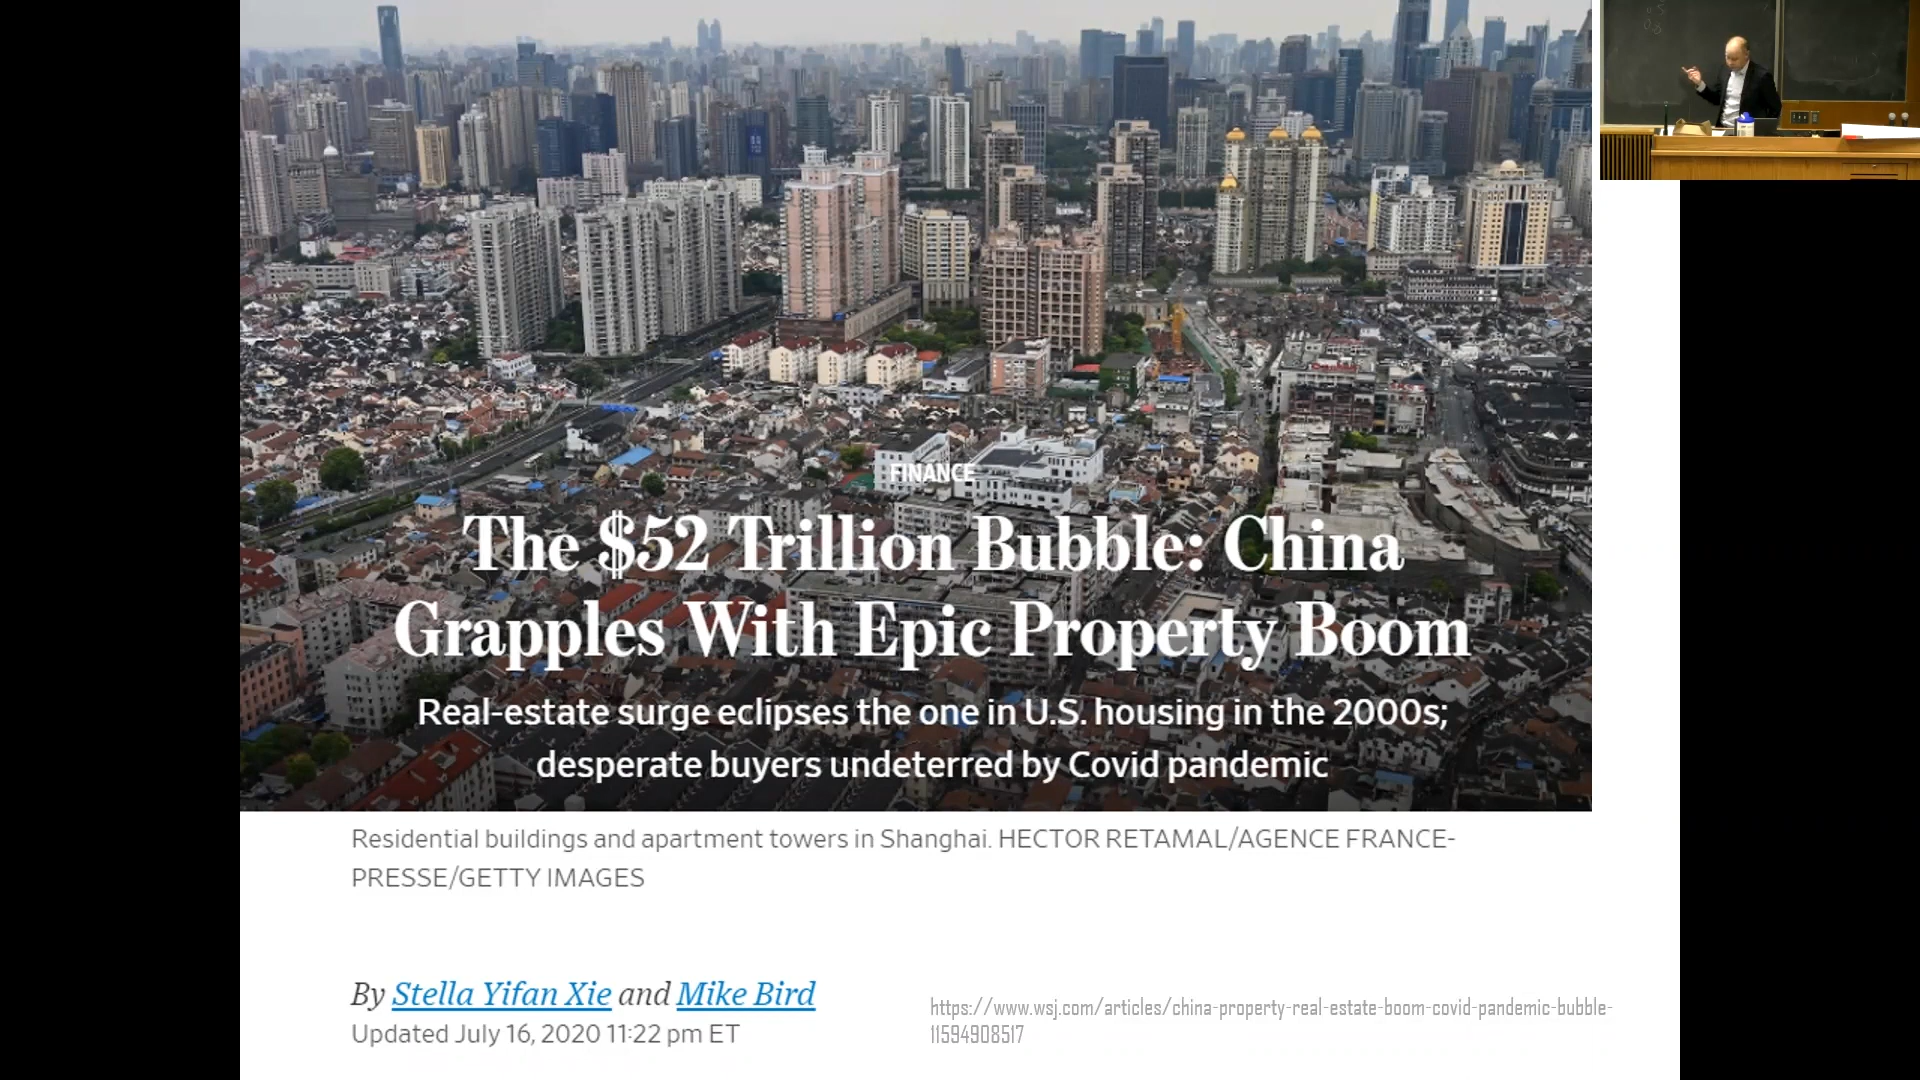 FINANCE
The $52 Trillion Bubble: China
Grapples With Epic Property Boom
Real-estate surge eclipses the one in U.S. housing in the 2000s;
desperate buyers undeterred by Covid pandemic
Residential buildings and apartment towers in Shanghai. HECTOR RETAMAL/AGENCE FRANCE-
PRESSE/GETTY IMAGES
By Stella Yifan Xie and Mike Bird
Updated July 16, 2020 11:22 pm ET
https://www.wsj.com/articles/china-property-real-estate-boom-covid-pandemic-bubble-
11594908517